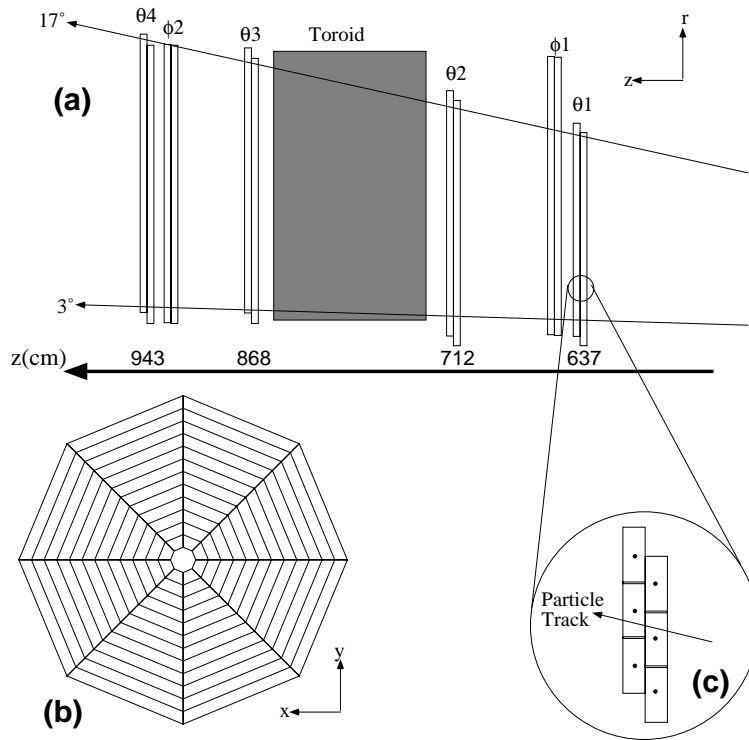 θ4
ϕ2
17°
θ3
Toroid
ϕ1
r
θ2
z
(a)
θ1
3°
z(cm)
943
868
712
637
Particle
Track
y
x
(b)
(c)